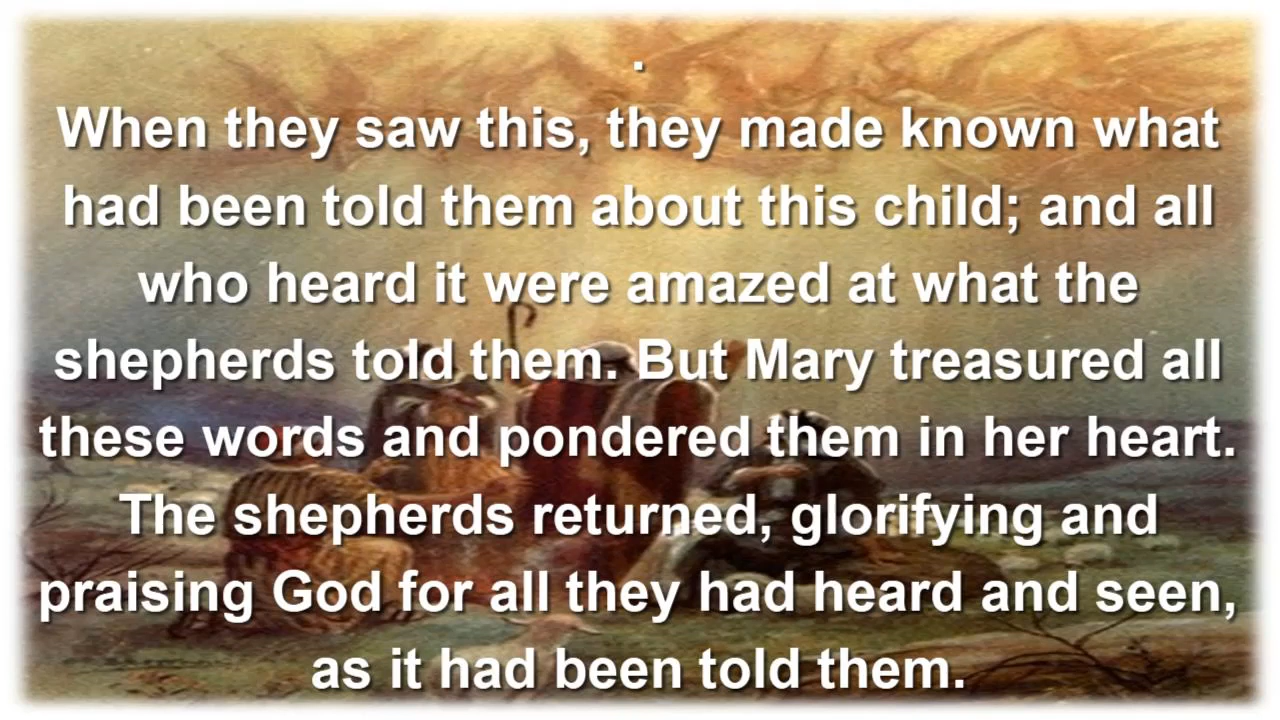 .
When they saw this, they made known what
had been told them about this child; and all
who heard it were amazed at what the
shepherds told them. But Mary treasured all
these words and pondered them in her heart.
The shepherds returned, glorifying and
praising God for all they had heard and seen,
as it had been told them.